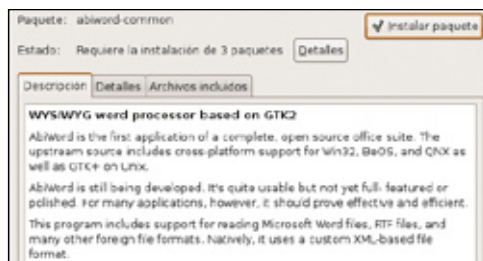 Paquete: abiword-common
Instalar paquete
Estado: Requiere la instalación de 3 paquetes Detalles
Descripción Detalles Archivos incluidos
WYSIWYG word processor based on GTK2
AbiWord is the first application of a complete, open source office suite. The
upstream source includes cross-platform support for Win32, BeOS, and QNX as
well as GTK+ on Unix.
AbiWord is still being developed. It's quite usable but not yet full-featured or
polished. For many applications, however, it should prove effective and efficient.
This program includes support for reading Microsoft Word files, RTF files, and
many other foreign file formats. Natively, it uses a custom XML-based file
format.